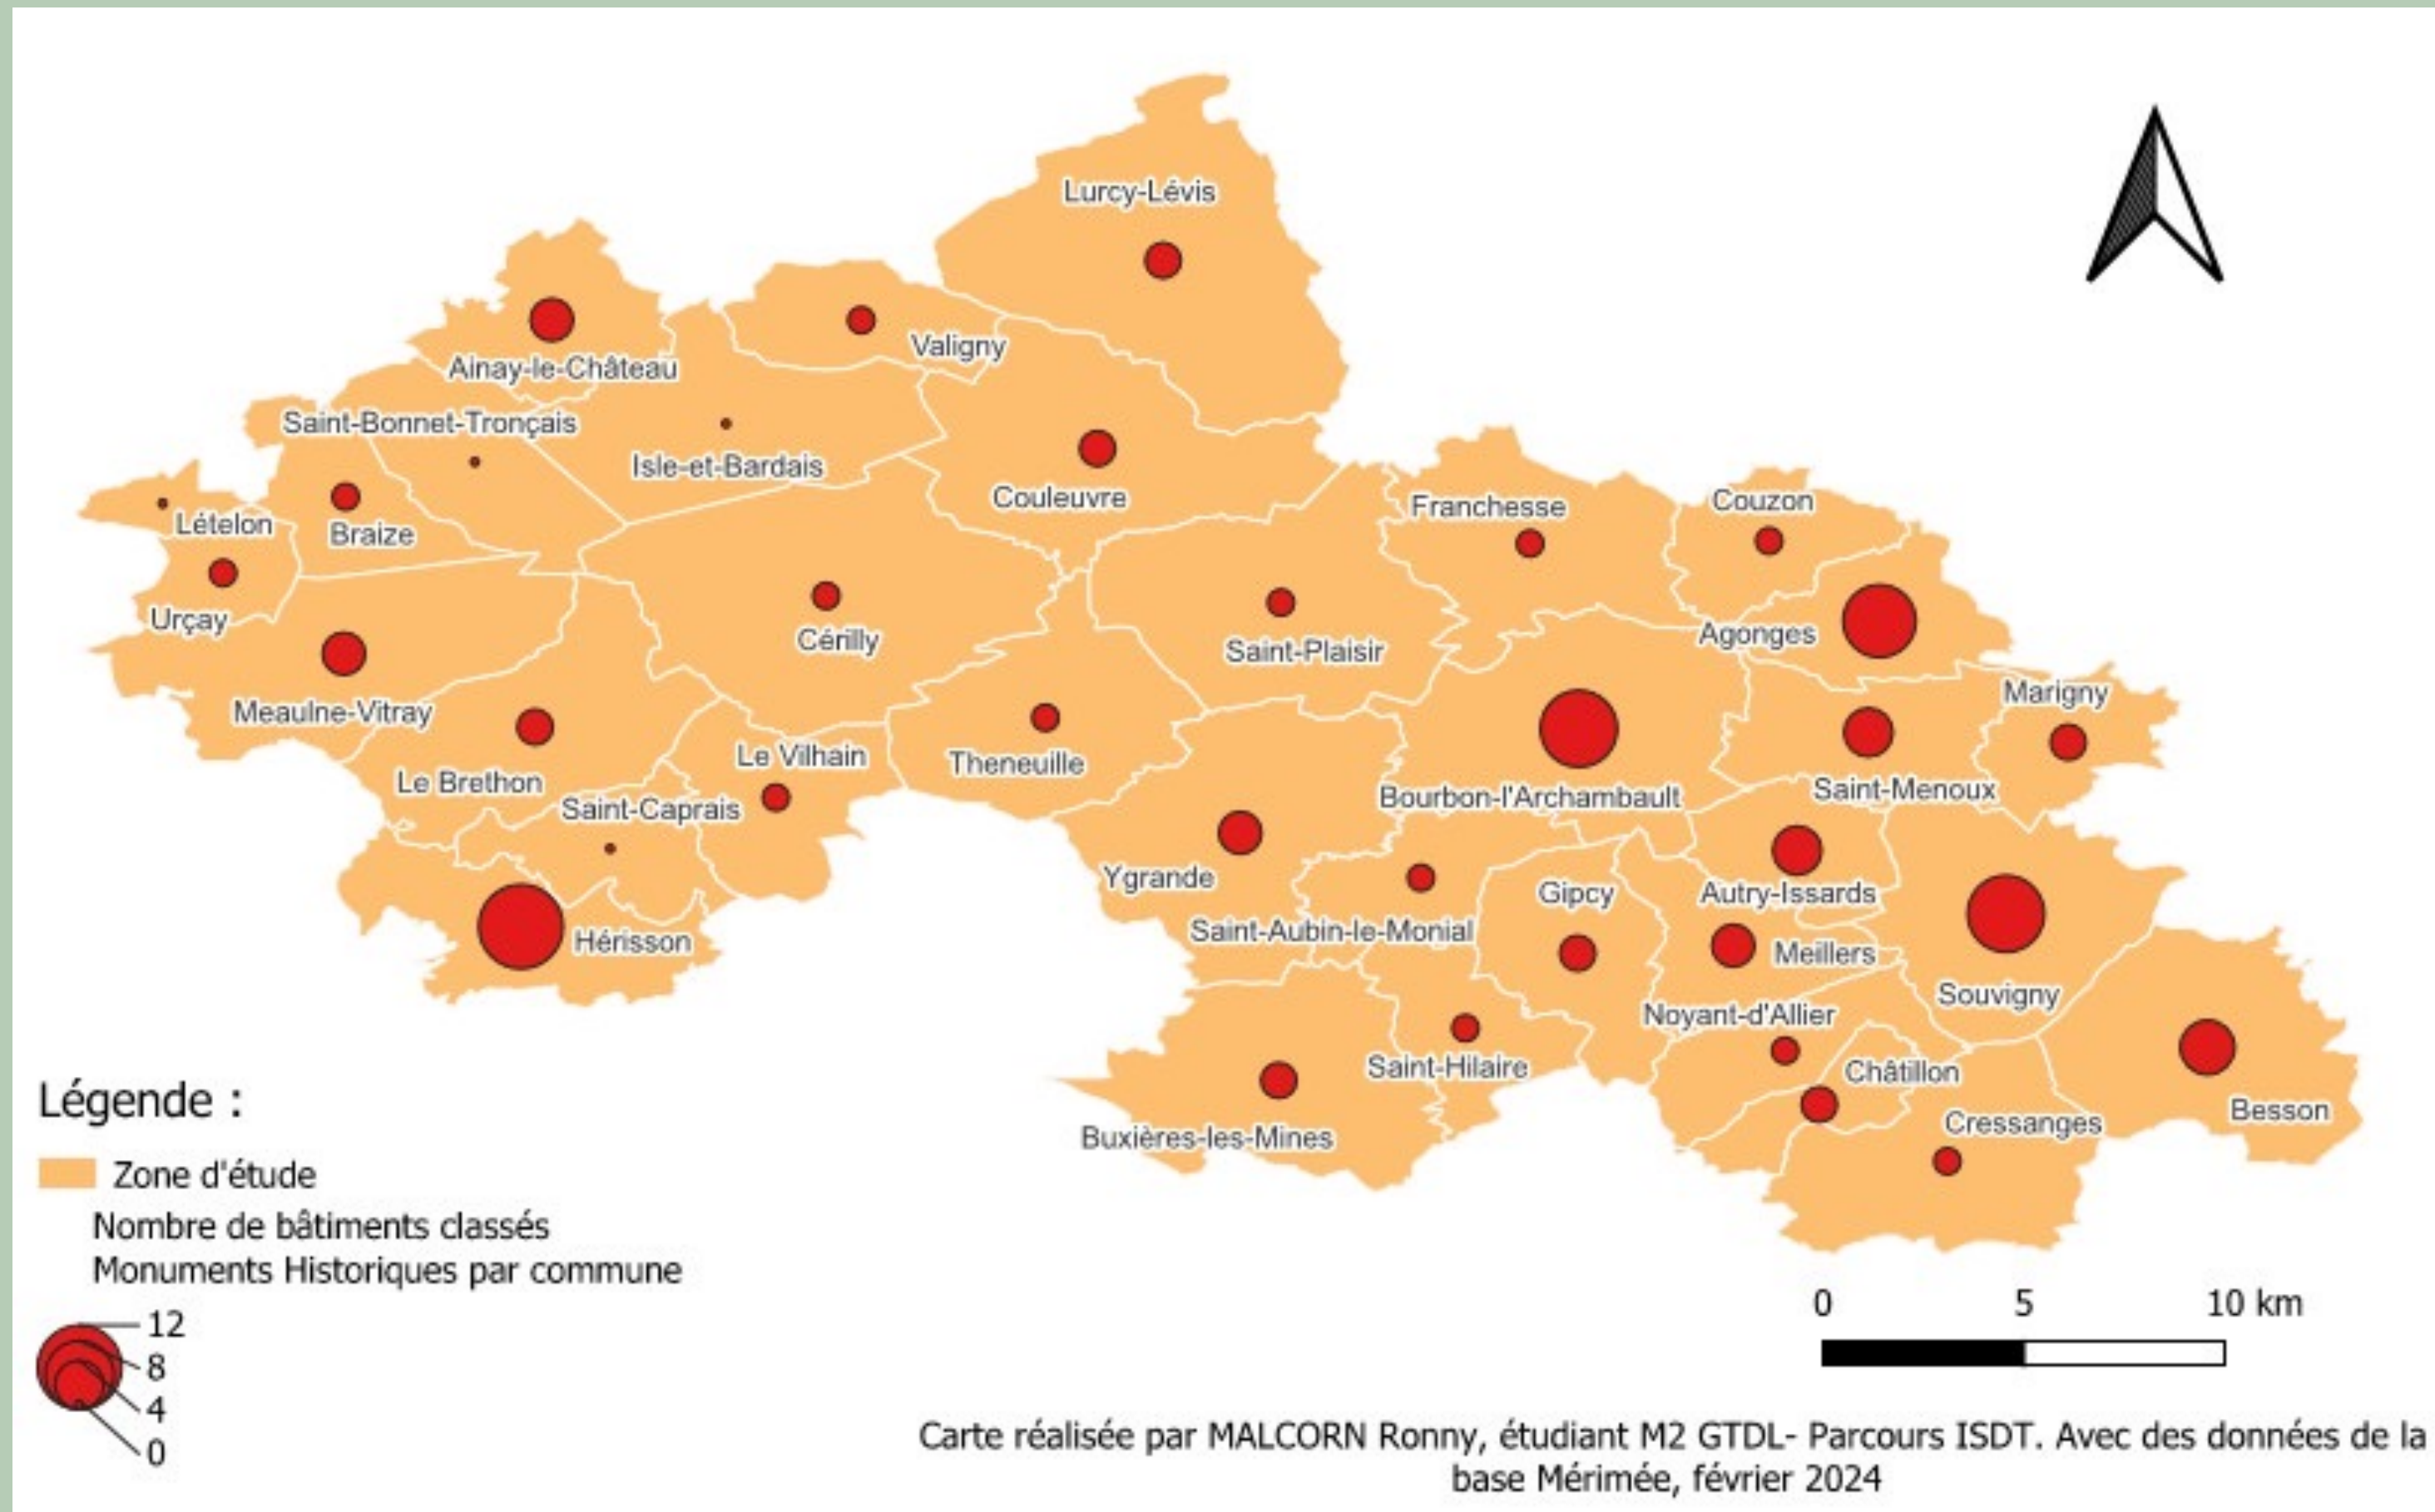 Lurcy-Lévis
Valigny
Ainay-le-Château
Saint-Bonnet-Tronçais
Isle-et-Bardais
Couleuvre
Franchesse
Couzon
Lételon
Braize
Urçay
Cérilly
Saint-Plaisir
Agonges
Marigny
Meaulne-Vitray
Le Vilhain
Theneuille
Le Brethon
Saint-Caprais
Bourbon-l'Archambault
Saint-Menoux
Ygrande
Gipcy
Autry-Issards
Saint-Aubin-le-Monial
Hérisson
Meillers
Souvigny
Noyant-d'Allier
Saint-Hilaire
Châtillon
Besson
Cressanges
Buxières-les-Mines
Légende :
Zone d'étude
Nombre de bâtiments classés
Monuments Historiques par commune
12
8
4
0
0 5 10 km
Carte réalisée par MALCORN Ronny, étudiant M2 GTDL- Parcours ISDT. Avec des données de la
base Mérimée, février 2024